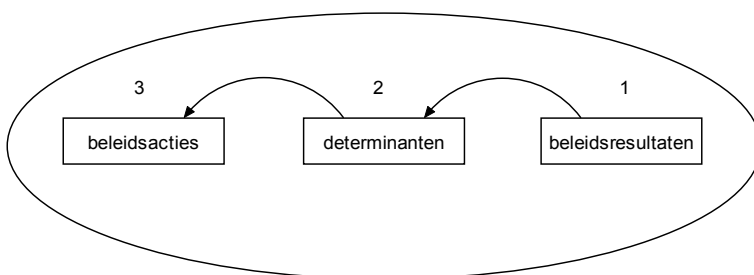 3 2 1
beleidsacties determinanten beleidsresultaten